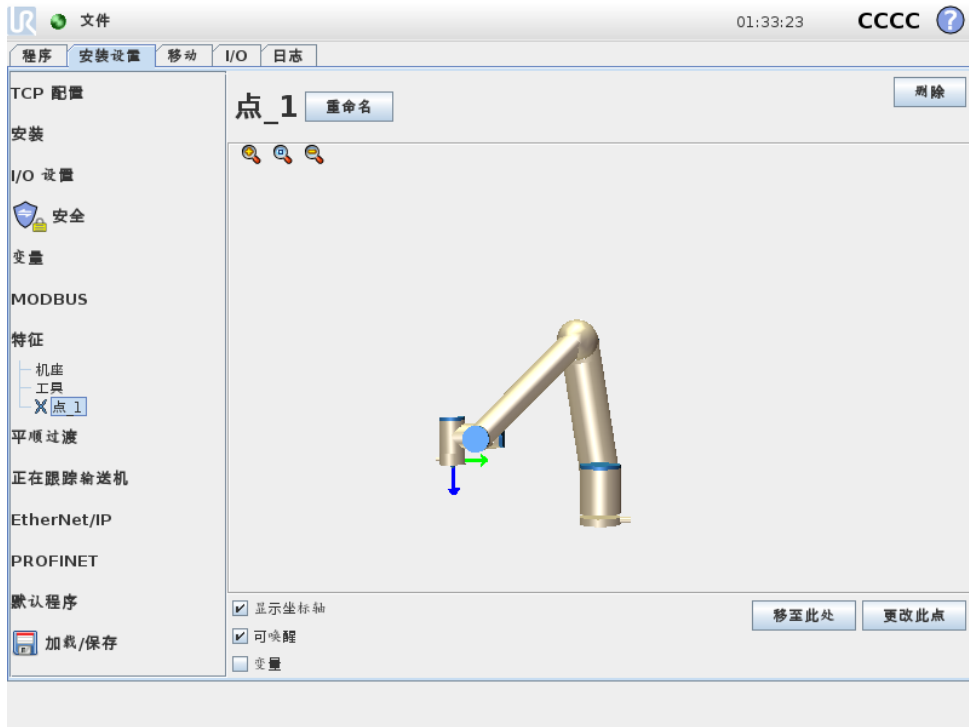 UR 文件 01:33:23 CCCC ?
程序 安装设置 移动 I/O 日志
TCP 配置
安装
I/O 设置
安全
变量
MODBUS
特征
机座
工具
点_1
平顺过渡
正在跟踪输送机
EtherNet/IP
PROFINET
默认程序
加载/保存
点_1 重命名 删除
显示坐标轴
可唤醒
变量
移至此处 更改此点